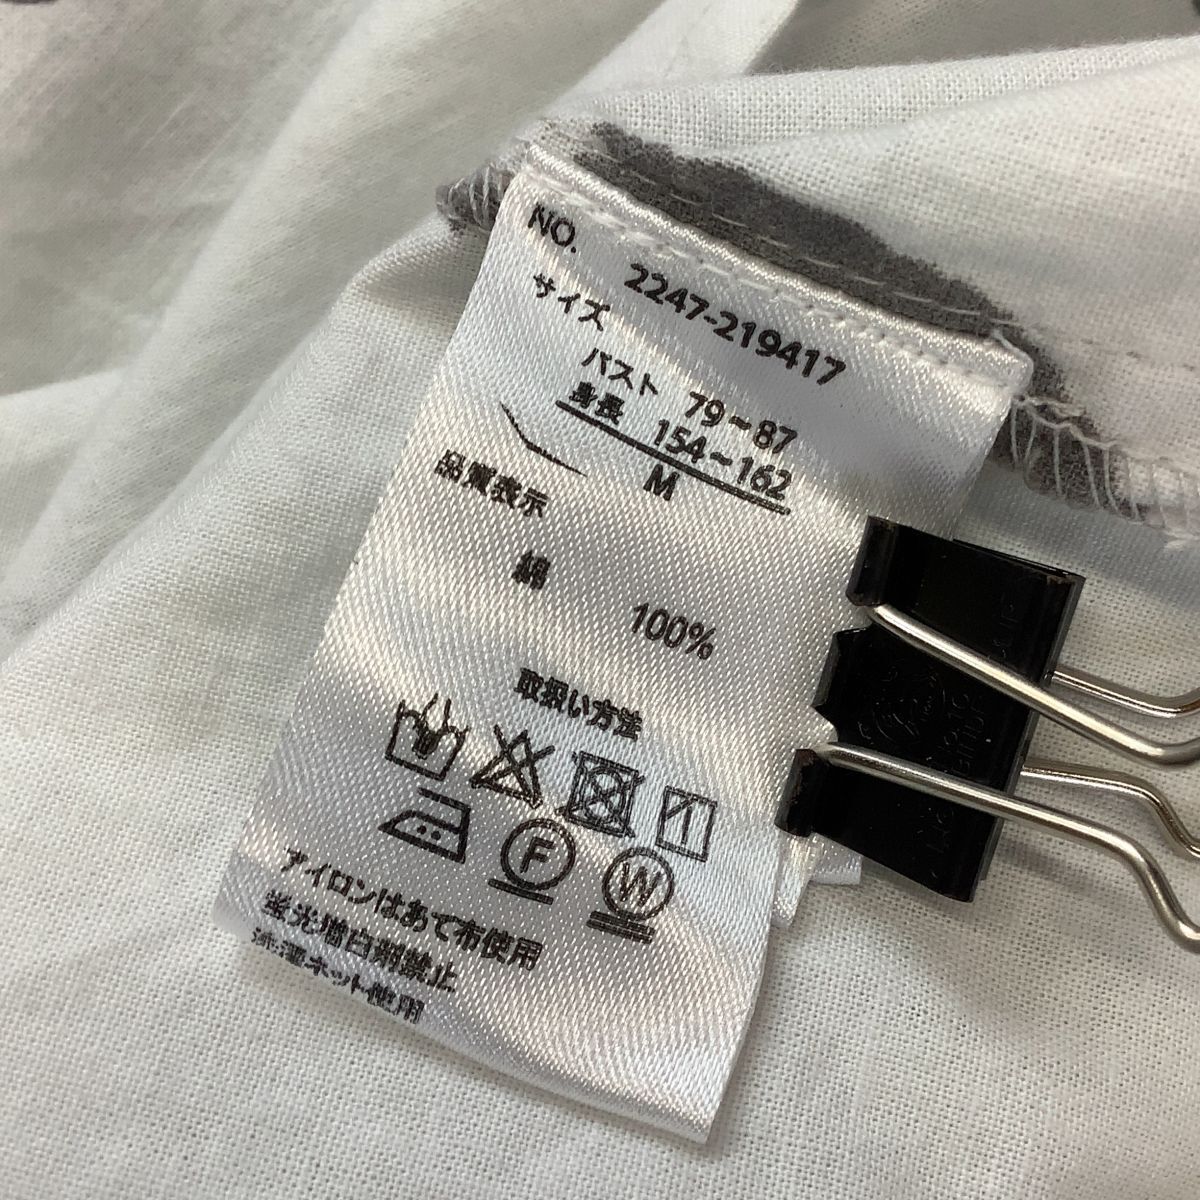 NO. 2247-219417
サイズ
バスト 79~87
身長 154~162
M
品質表示
綿 100%
取扱い方法
F
W
アイロンはあて布使用
蛍光増白剤禁止
洗濯ネット使用